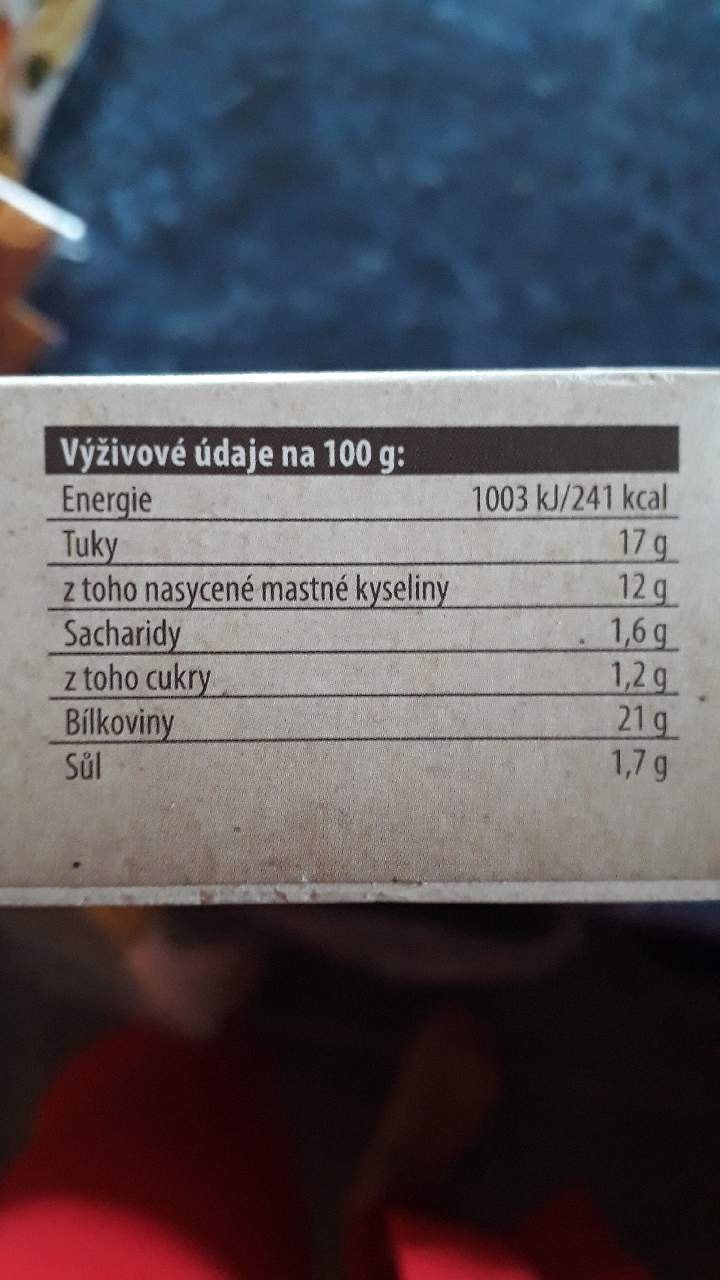 Výživové údaje na 100 g:
Energie 1003 kJ/241 kcal
Tuky 17 g
z toho nasycené mastné kyseliny 12 g
Sacharidy 1,6 g
z toho cukry 1,2 g
Bílkoviny 21 g
Sůl 1,7 g